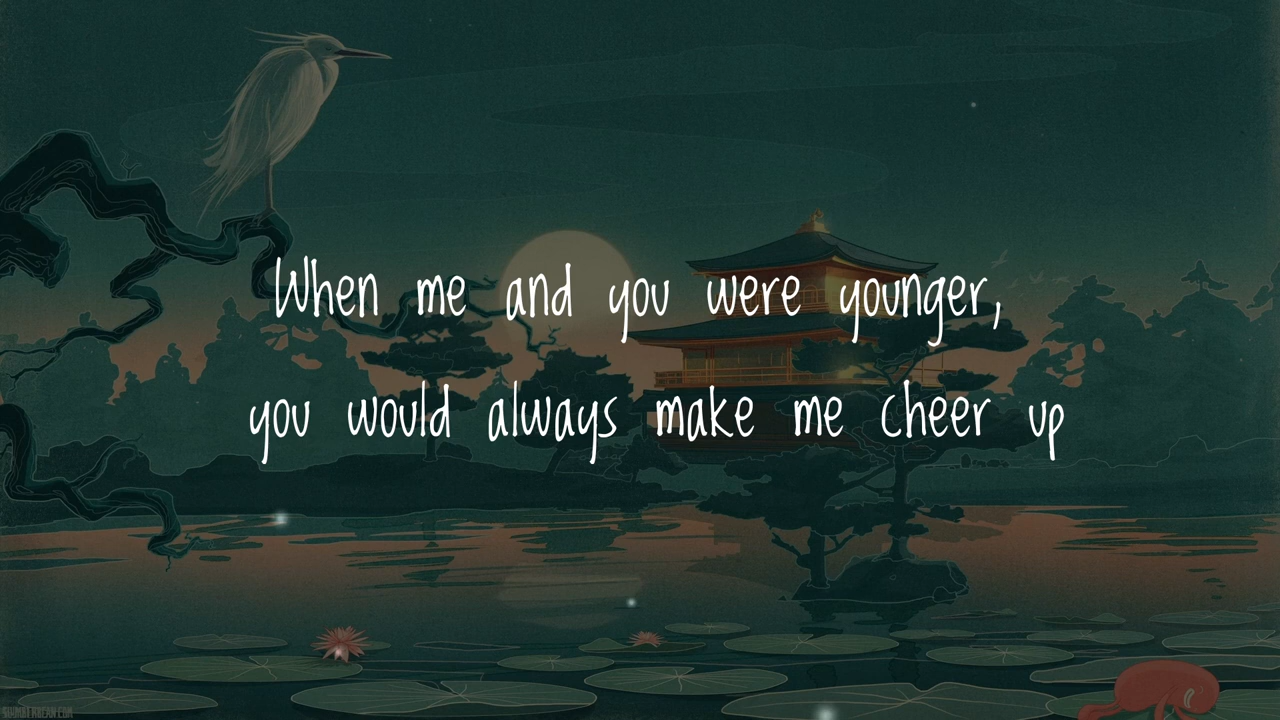 When me and you were younger,
you would always make me cheer up